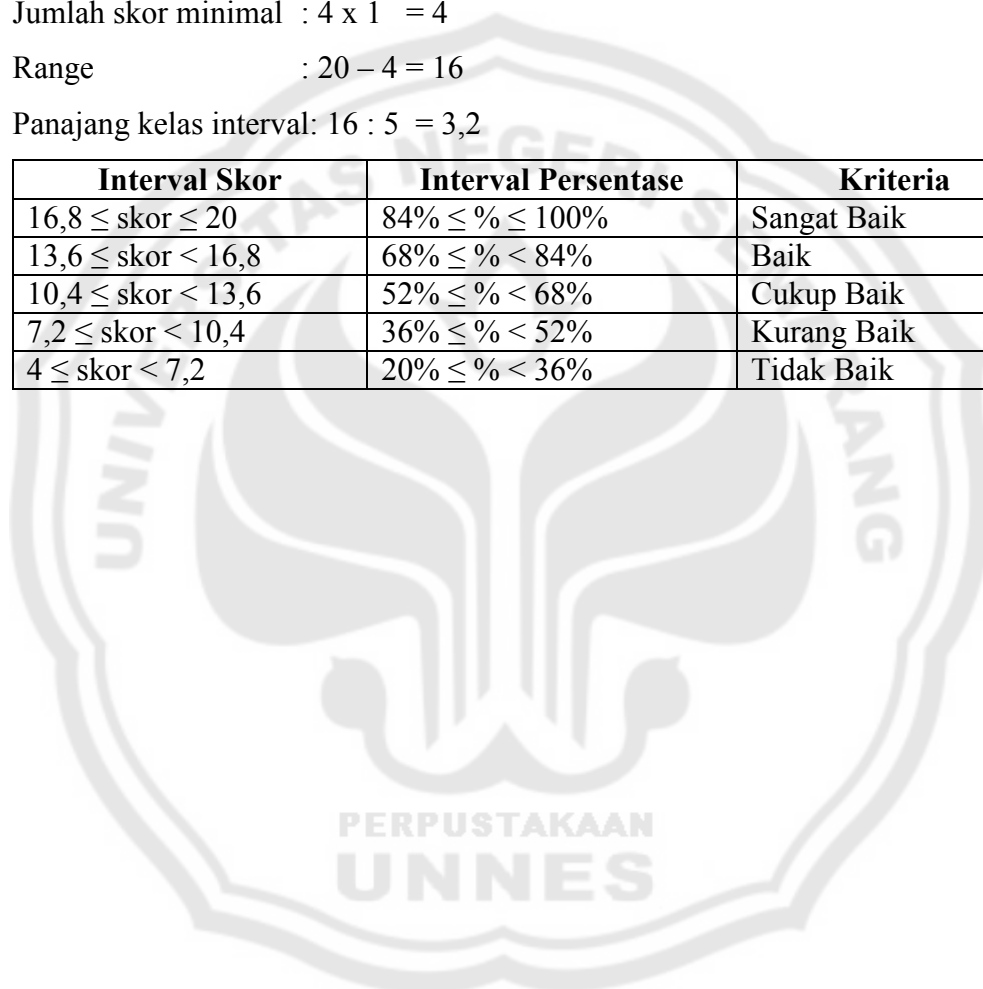 Jumlah skor minimal : 4 x 1 = 4
Range : 20 – 4 = 16
Panajang kelas interval: 16 : 5 = 3,2
Interval Skor Interval Persentase Kriteria
16,8 ≤ skor ≤ 20 84% ≤ % ≤ 100% Sangat Baik
13,6 ≤ skor < 16,8 68% ≤ % < 84% Baik
10,4 ≤ skor < 13,6 52% ≤ % < 68% Cukup Baik
7,2 ≤ skor < 10,4 36% ≤ % < 52% Kurang Baik
4 ≤ skor < 7,2 20% ≤ % < 36% Tidak Baik
PERPUSTAKAAN
UNNES